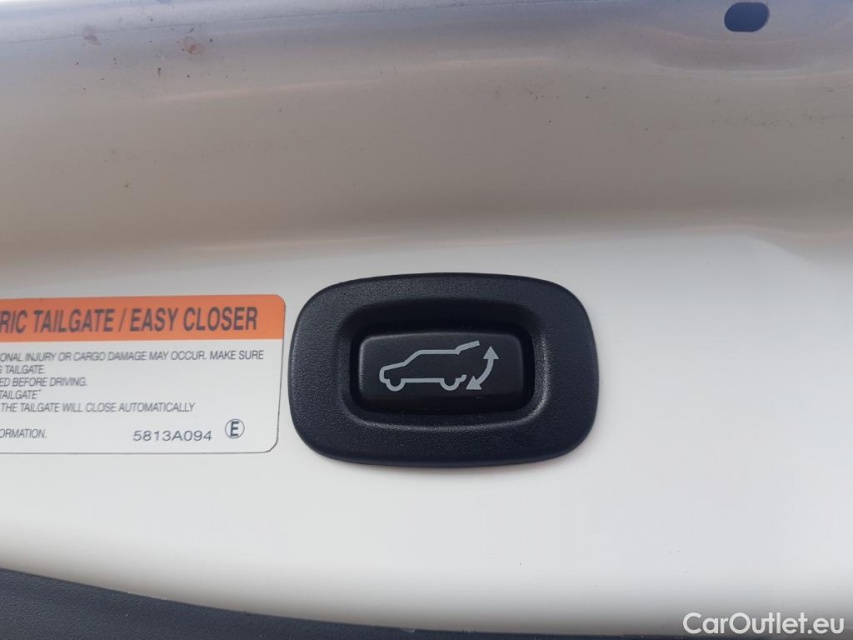 RIC TAILGATE / EASY CLOSER
ONAL INJURY OR CARGO DAMAGE MAY OCCUR. MAKE SURE
TAILGATE.
ED BEFORE DRIVING.
TAILGATE"
THE TAILGATE WILL CLOSE AUTOMATICALLY
ORMATION. 5813A094 E
CarOutlet.eu